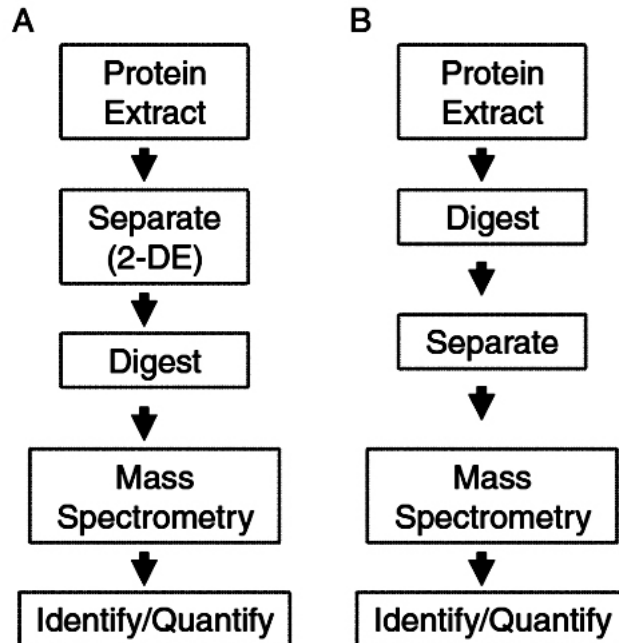 A
Protein
Extract
Separate
(2-DE)
Digest
Mass
Spectrometry
Identify/Quantify
B
Protein
Extract
Digest
Separate
Mass
Spectrometry
Identify/Quantify